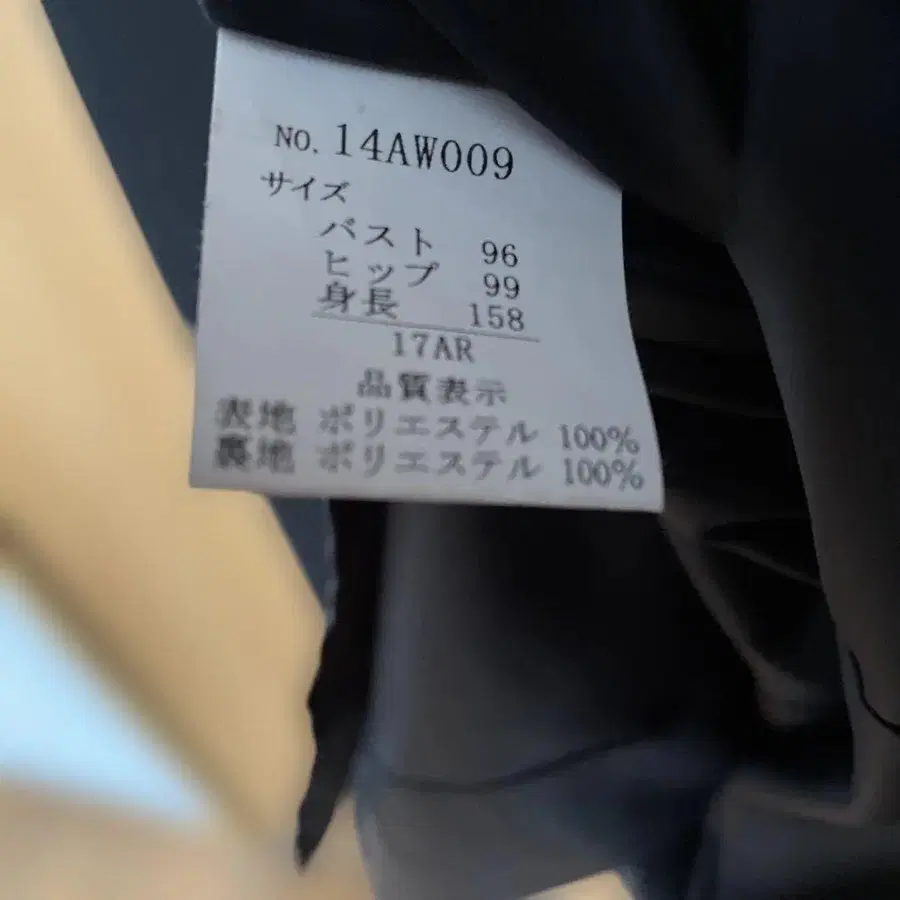 NO. 14AW009
サイズ
バスト 96
ヒップ 99
身長 158
17AR
品質表示
表地 ポリエステル 100%
裏地 ポリエステル 100%